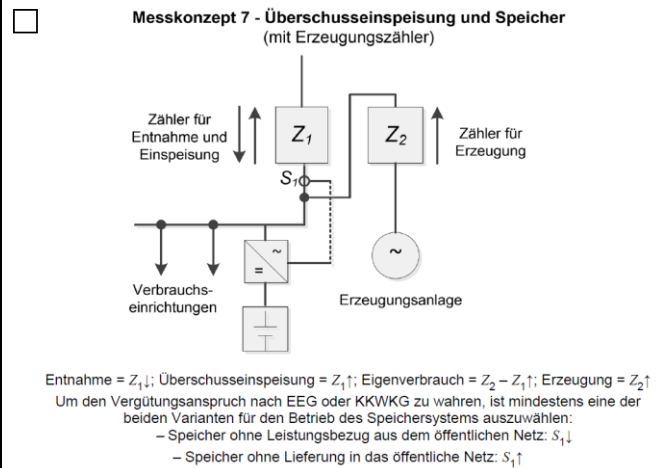 Messkonzept 7 - Überschusseinspeisung und Speicher
(mit Erzeugungszähler)
Zähler für
Entnahme und
Einspeisung
Z₁
Z₂
Zähler für
Erzeugung
S₁
~
=
~
Verbrauchs-
einrichtungen
Erzeugungsanlage
Entnahme = Z₁↓; Überschusseinspeisung = Z₁↑; Eigenverbrauch = Z₂ – Z₁↑; Erzeugung = Z₂↑
Um den Vergütungsanspruch nach EEG oder KKWKG zu wahren, ist mindestens eine der
beiden Varianten für den Betrieb des Speichersystems auszuwählen:
– Speicher ohne Leistungsbezug aus dem öffentlichen Netz: S₁↓
– Speicher ohne Lieferung in das öffentliche Netz: S₁↑